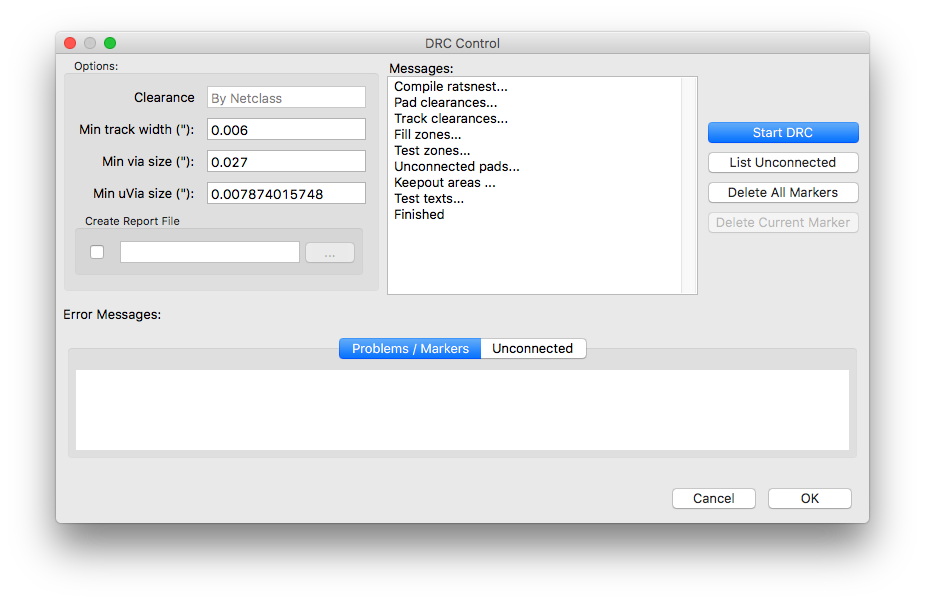 DRC Control
Options:
Clearance
By Netclass
Min track width ("):
0.006
Min via size ("):
0.027
Min uVia size ("):
0.007874015748
Create Report File
...
Messages:
Compile ratsnest...
Pad clearances...
Track clearances...
Fill zones...
Test zones...
Unconnected pads...
Keepout areas ...
Test texts...
Finished
Start DRC
List Unconnected
Delete All Markers
Delete Current Marker
Error Messages:
Problems / Markers
Unconnected
Cancel
OK